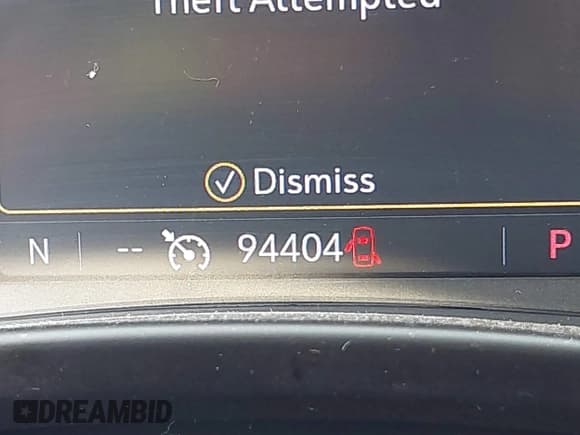 Theft Attempted
Dismiss
N -- 94404 P
DREAMBID